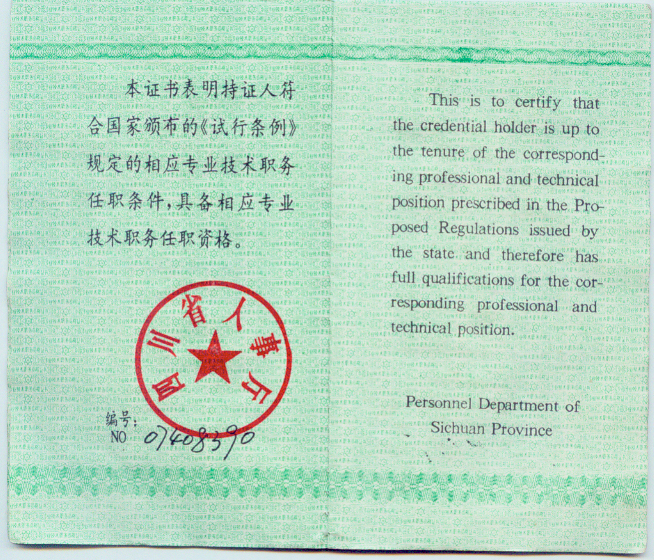 本证书表明持证人符
合国家颁布的《试行条例》
规定的相应专业技术职务
任职条件,具备相应专业
技术职务任职资格。
四川省人事厅
编号:
NO 07408390
This is to certify that
the credential holder is up to
the tenure of the correspond-
ing professional and technical
position prescribed in the Pro-
posed Regulations issued by
the state and therefore has
full qualifications for the cor-
responding professional and
technical position.
Personnel Department of
Sichuan Province